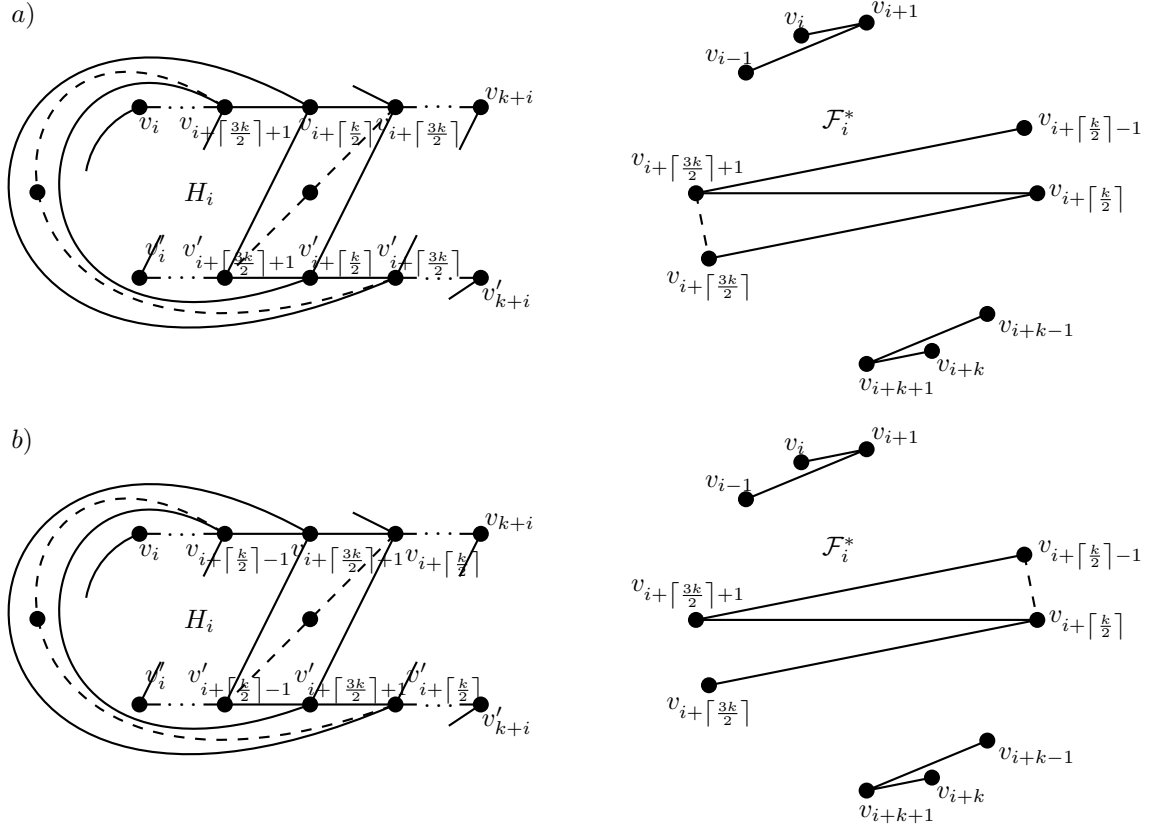 a)
v_i
v_{i+⌈3k/2⌉+1}
v_{i+⌈k/2⌉}
v_{i+⌈3k/2⌉}
v_{k+i}
H_i
v'_i
v'_{i+⌈3k/2⌉+1}
v'_{i+⌈k/2⌉}
v'_{i+⌈3k/2⌉}
v'_{k+i}
v_{i+1}
v_i
v_{i-1}
ℱ*_i
v_{i+⌈k/2⌉-1}
v_{i+⌈3k/2⌉+1}
v_{i+⌈k/2⌉}
v_{i+⌈3k/2⌉}
v_{i+k-1}
v_{i+k}
v_{i+k+1}
b)
v_i
v_{i+⌈k/2⌉-1}
v_{i+⌈3k/2⌉+1}
v_{i+⌈k/2⌉}
v_{k+i}
H_i
v'_i
v'_{i+⌈k/2⌉-1}
v'_{i+⌈3k/2⌉+1}
v'_{i+⌈k/2⌉}
v'_{k+i}
v_{i+1}
v_i
v_{i-1}
ℱ*_i
v_{i+⌈k/2⌉-1}
v_{i+⌈3k/2⌉+1}
v_{i+⌈k/2⌉}
v_{i+⌈3k/2⌉}
v_{i+k-1}
v_{i+k}
v_{i+k+1}